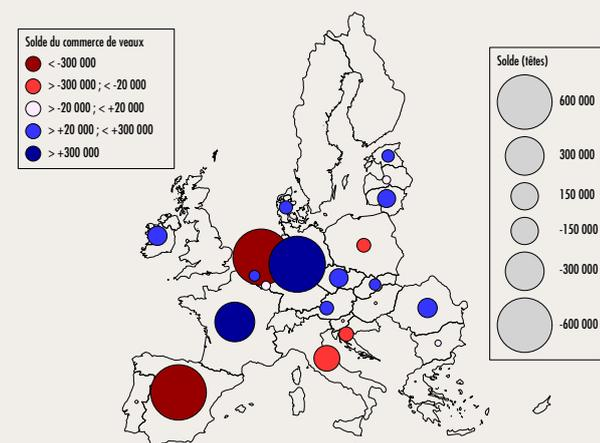 Solde du commerce de veaux
< -300 000
> -300 000 ; < -20 000
> -20 000 ; < +20 000
> +20 000 ; < +300 000
> +300 000
Solde (têtes)
600 000
300 000
150 000
-150 000
-300 000
-600 000